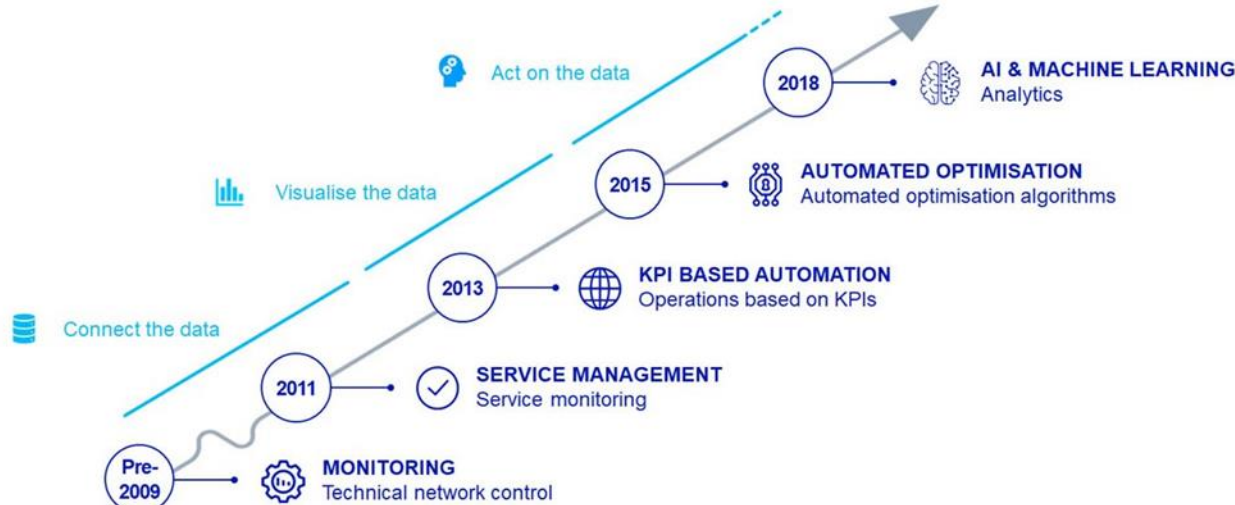 Act on the data
2018
AI & MACHINE LEARNING
Analytics
Visualise the data
2015
AUTOMATED OPTIMISATION
Automated optimisation algorithms
2013
KPI BASED AUTOMATION
Operations based on KPIs
Connect the data
2011
SERVICE MANAGEMENT
Service monitoring
Pre-
2009
MONITORING
Technical network control